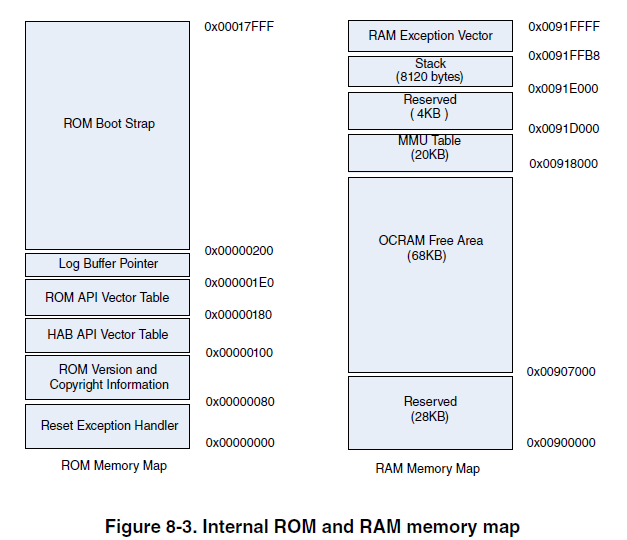 0x00017FFF
ROM Boot Strap
0x00000200
Log Buffer Pointer
0x000001E0
ROM API Vector Table
0x00000180
HAB API Vector Table
0x00000100
ROM Version and
Copyright Information
0x00000080
Reset Exception Handler
0x00000000
ROM Memory Map
0x0091FFFF
RAM Exception Vector
0x0091FFB8
Stack
(8120 bytes)
0x0091E000
Reserved
( 4KB )
0x0091D000
MMU Table
(20KB)
0x00918000
OCRAM Free Area
(68KB)
0x00907000
Reserved
(28KB)
0x00900000
RAM Memory Map
Figure 8-3. Internal ROM and RAM memory map